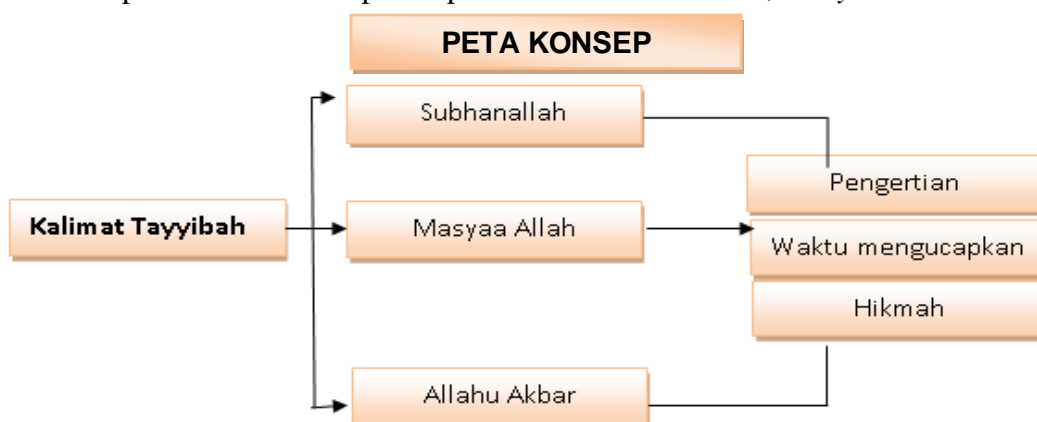 PETA KONSEP
Subhanallah
Pengertian
Kalimat Tayyibah
Masyaa Allah
Waktu mengucapkan
Hikmah
Allahu Akbar